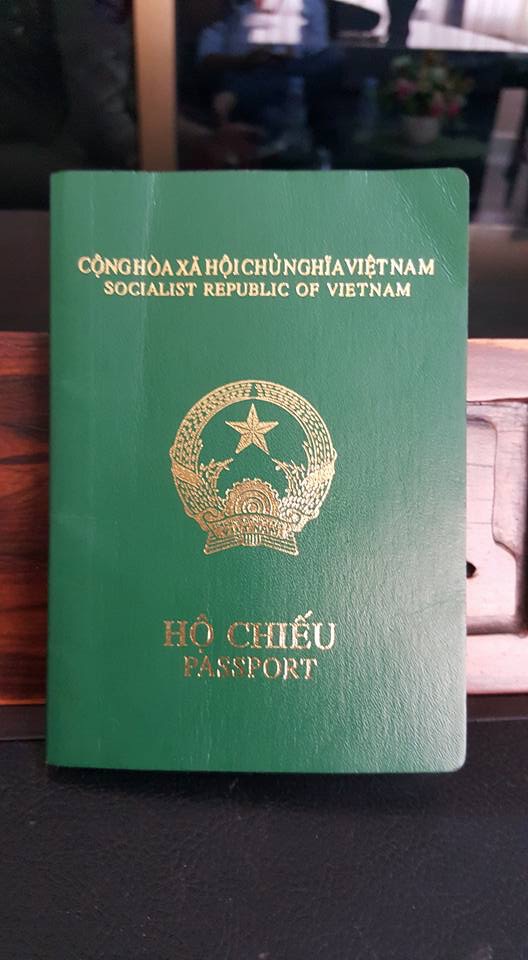 CỘNG HÒA XÃ HỘI CHỦ NGHĨA VIỆT NAM
SOCIALIST REPUBLIC OF VIETNAM
HỘ CHIẾU
PASSPORT